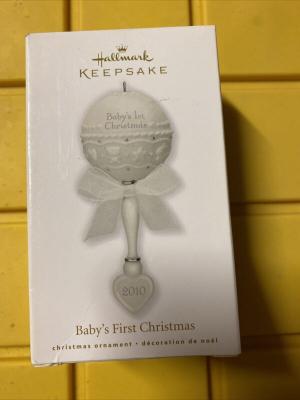 Hallmark
KEEPSAKE
Baby's 1st
Christmas
2010
Baby's First Christmas
christmas ornament • décoration de noël